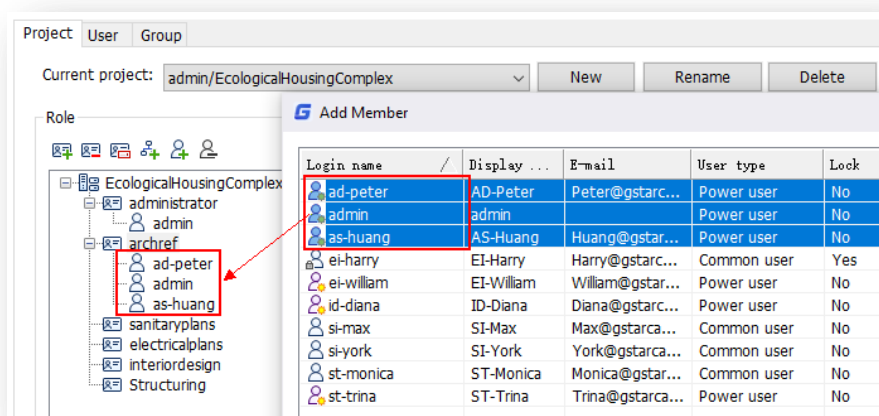 Project User Group
Current project: admin/EcologicalHousingComplex New Rename Delete
Role
Add Member
EcologicalHousingComplex
administrator
admin
archref
ad-peter
admin
as-huang
sanitaryplans
electricalplans
interiordesign
Structuring
Login name Display ... E-mail User type Lock
ad-peter AD-Peter Peter@gstarc... Power user No
admin admin Power user No
as-huang AS-Huang Huang@gstar... Power user No
ei-harry EI-Harry Harry@gstarc... Common user Yes
ei-william EI-William William@gstar... Power user No
id-diana ID-Diana Diana@gstarc... Power user No
si-max SI-Max Max@gstarca... Common user No
si-york SI-York York@gstarca... Common user No
st-monica ST-Monica Monica@gstar... Common user No
st-trina ST-Trina Trina@gstarca... Power user No